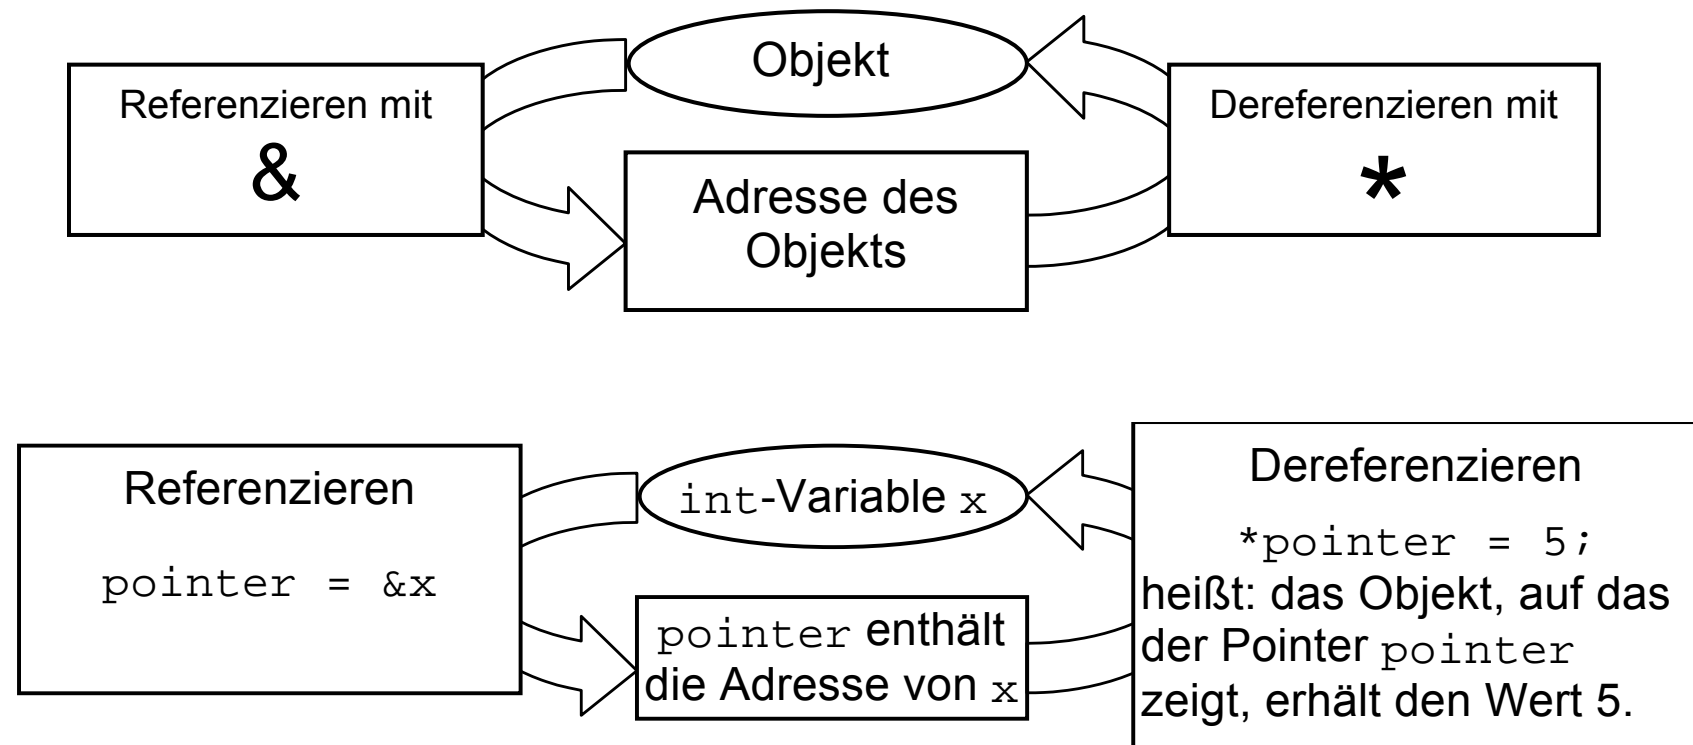 Objekt
Referenzieren mit
&
Dereferenzieren mit
*
Adresse des
Objekts
Referenzieren
pointer = &x
int-Variable x
pointer enthält
die Adresse von x
Dereferenzieren
*pointer = 5;
heißt: das Objekt, auf das
der Pointer pointer
zeigt, erhält den Wert 5.